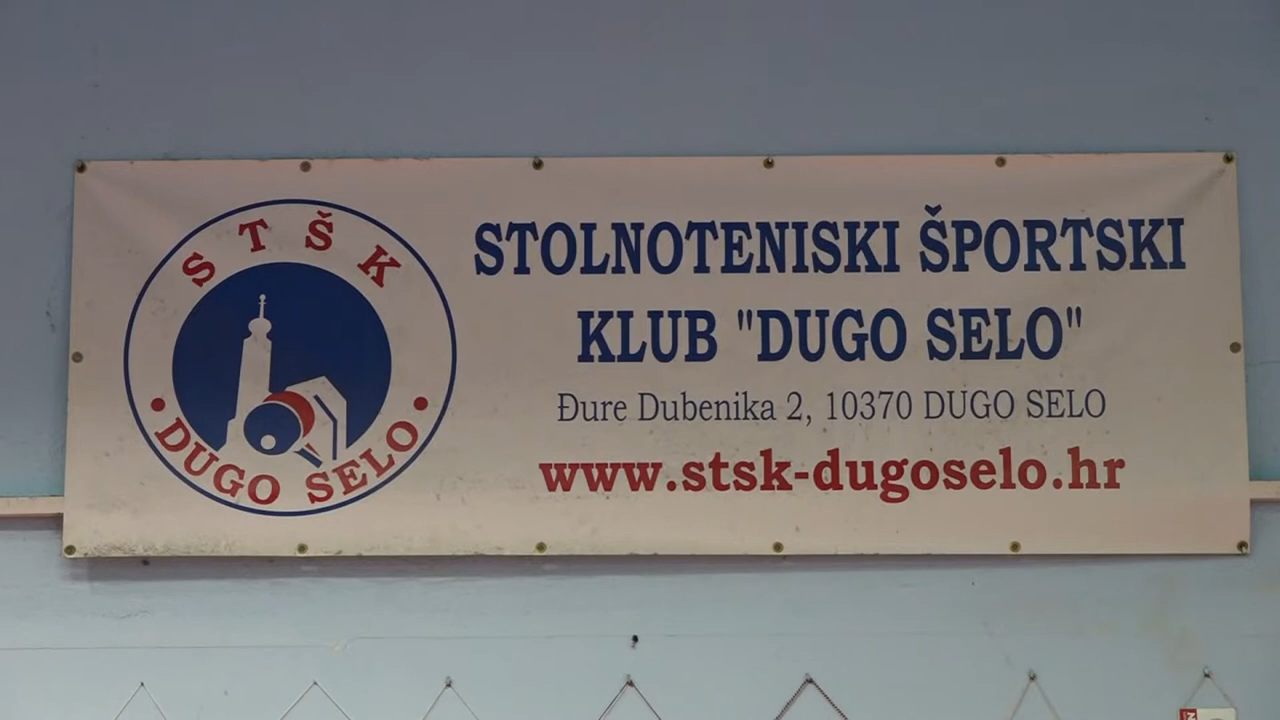 STŠK
DUGO SELO
STOLNOTENISKI ŠPORTSKI
KLUB "DUGO SELO"
Đure Dubenika 2, 10370 DUGO SELO
www.stsk-dugoselo.hr